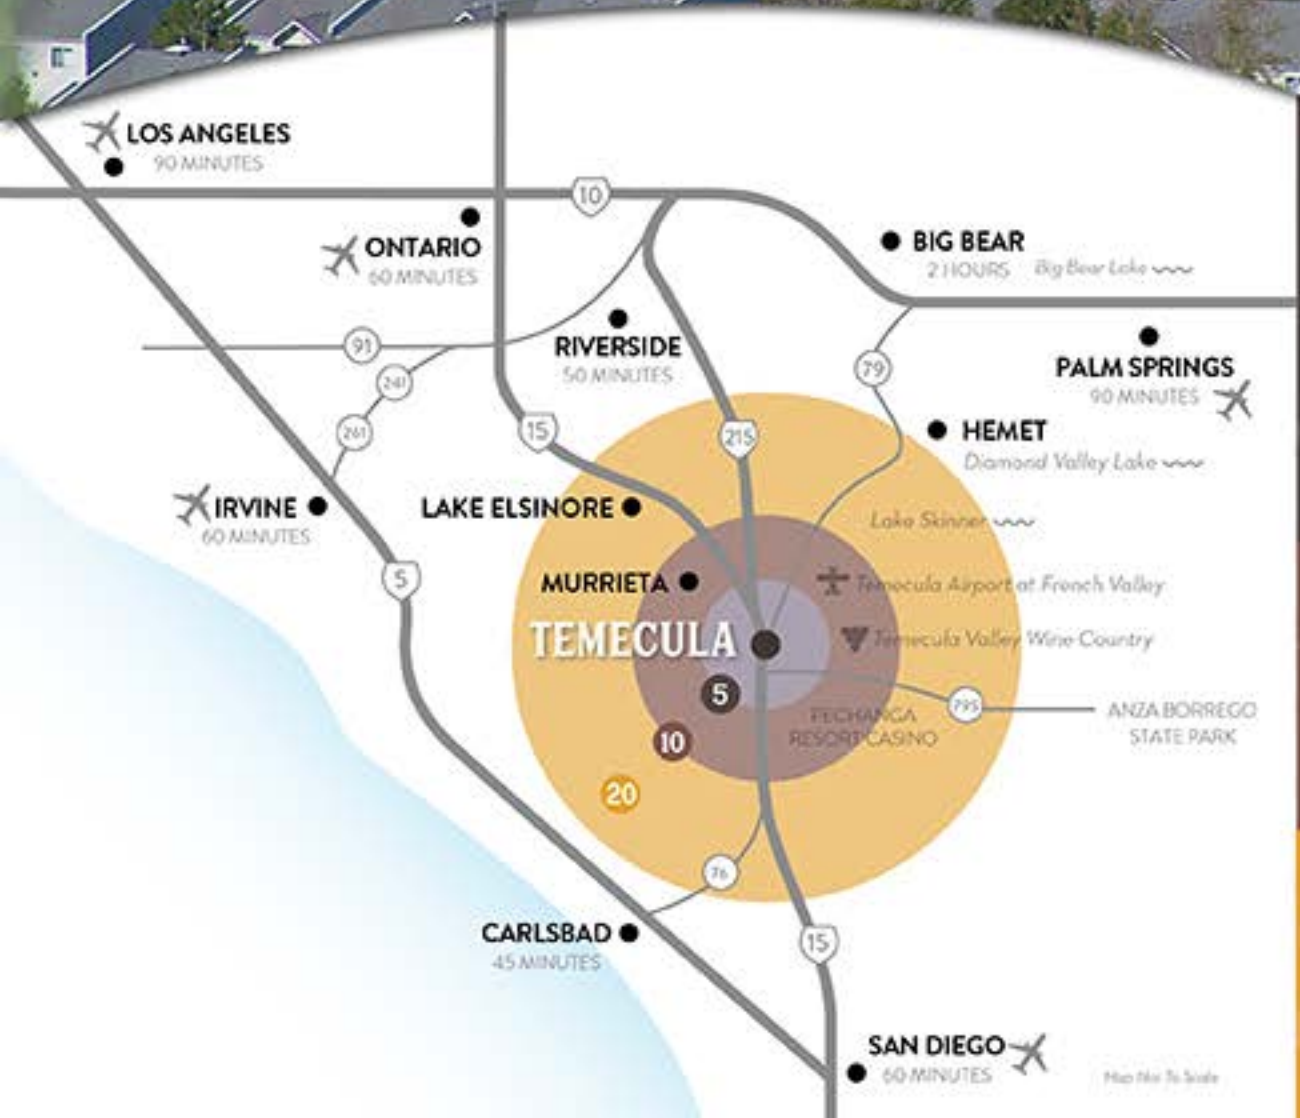 LOS ANGELES
90 MINUTES
10
ONTARIO
60 MINUTES
BIG BEAR
2 HOURS
Big Bear Lake
91
RIVERSIDE
50 MINUTES
79
PALM SPRINGS
90 MINUTES
241
261
15
215
HEMET
Diamond Valley Lake
IRVINE
60 MINUTES
LAKE ELSINORE
Lake Skinner
5
MURRIETA
Temecula Airport at French Valley
TEMECULA
Temecula Valley Wine Country
5
10
20
PECHANGA
RESORT CASINO
795
ANZA BORREGO
STATE PARK
76
CARLSBAD
45 MINUTES
15
SAN DIEGO
60 MINUTES
Map Not To Scale